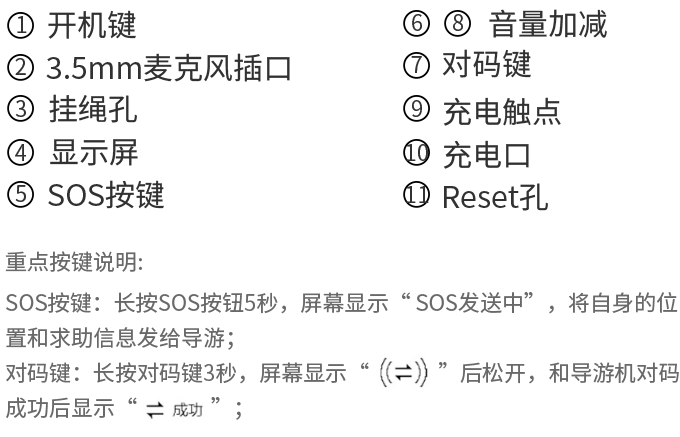 ① 开机键
② 3.5mm麦克风插口
③ 挂绳孔
④ 显示屏
⑤ SOS按键
⑥ ⑧ 音量加减
⑦ 对码键
⑨ 充电触点
⑩ 充电口
⑪ Reset孔
重点按键说明:
SOS按键：长按SOS按钮5秒，屏幕显示“ SOS发送中”，将自身的位
置和求助信息发给导游；
对码键：长按对码键3秒，屏幕显示“ ((⇌)) ”后松开，和导游机对码
成功后显示“ ⇌ 成功 ”；